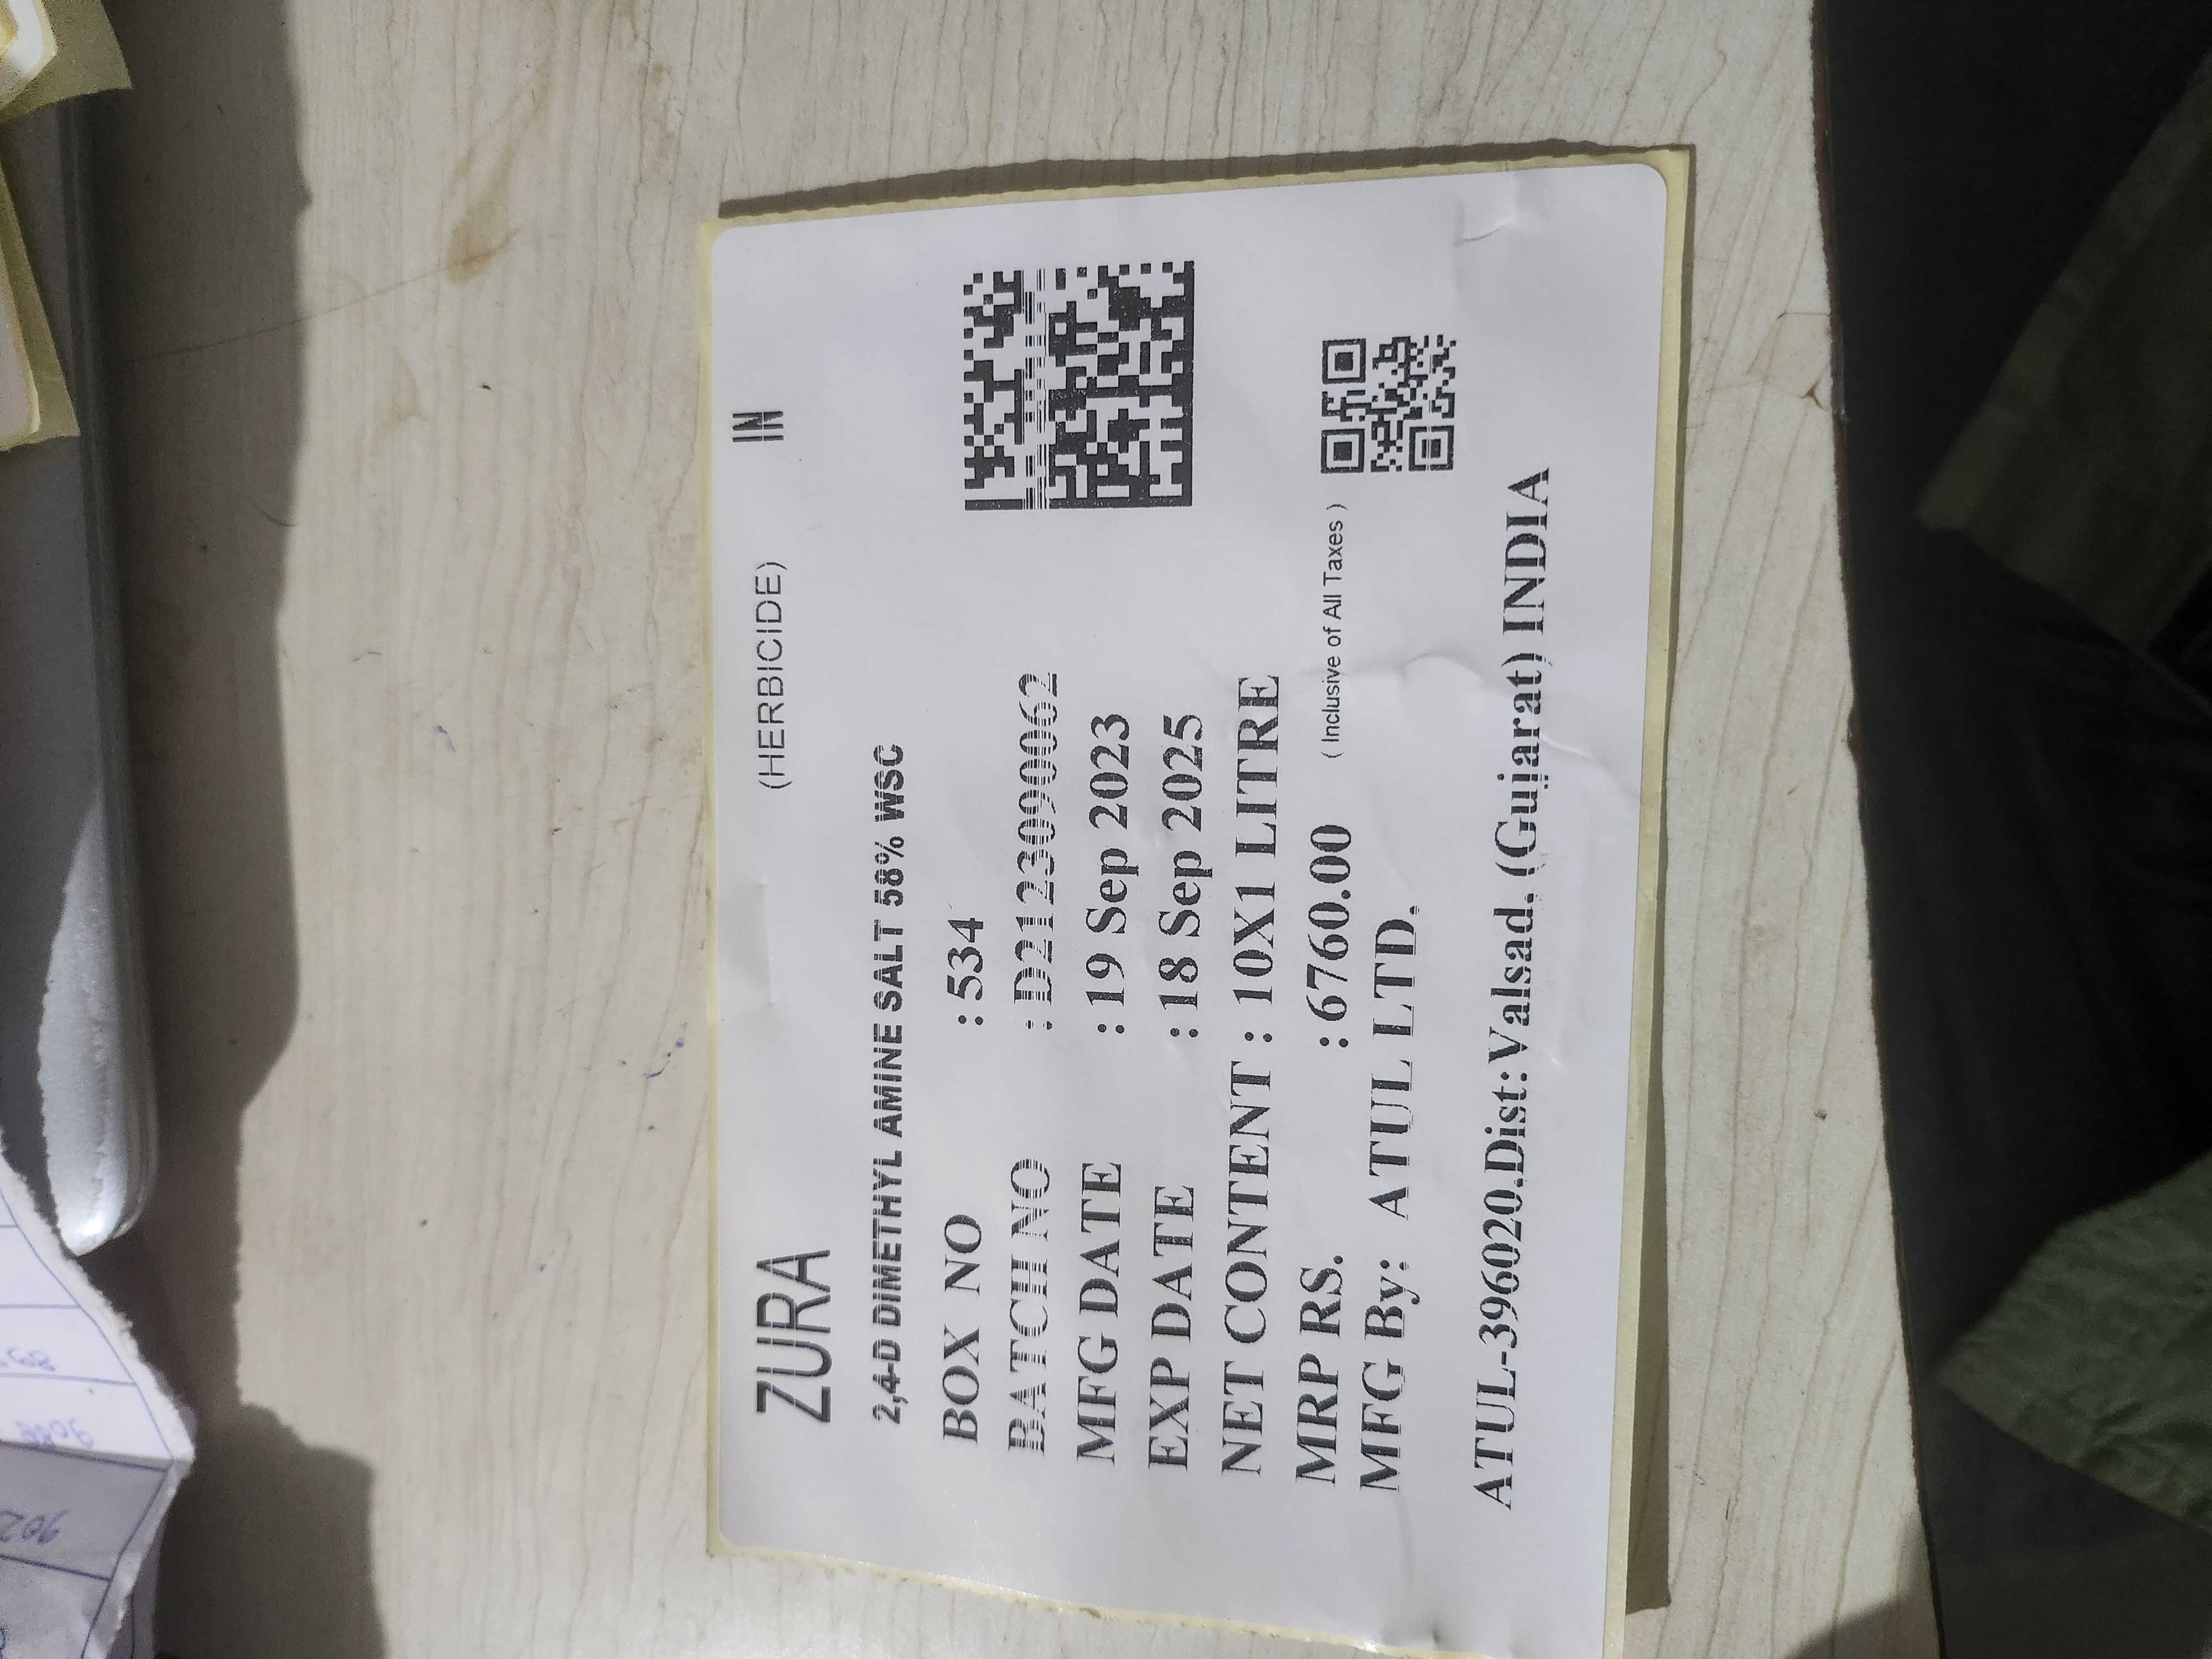 ZURA (HERBICIDE) IN
2,4-D DIMETHYL AMINE SALT 58% WSC
BOX NO :534
BATCH NO :D2123090062
MFG DATE :19 Sep 2023
EXP DATE :18 Sep 2025
NET CONTENT : 10X1 LITRE
MRP RS. :6760.00 ( Inclusive of All Taxes )
MFG By: ATUL LTD.
ATUL-396020,Dist: Valsad, (Gujarat) INDIA